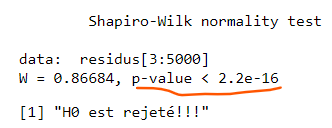 Shapiro-Wilk normality test
data:  residus[3:5000]
W = 0.86684, p-value < 2.2e-16
[1] "H0 est rejeté!!!"